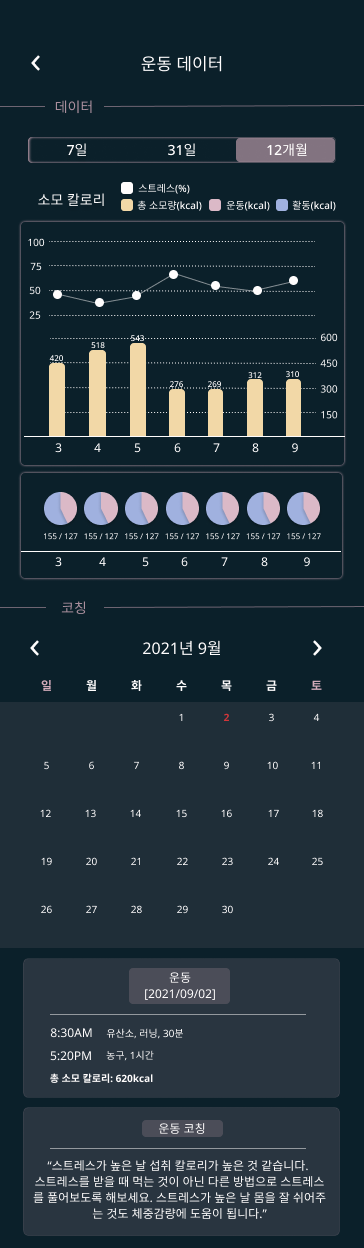 운동 데이터
데이터
7일 31일 12개월
소모 칼로리
스트레스(%)
총 소모량(kcal) 운동(kcal) 활동(kcal)
100
75
50
25
600
450
300
150
420 518 543 276 269 312 310
3 4 5 6 7 8 9
155 / 127 155 / 127 155 / 127 155 / 127 155 / 127 155 / 127 155 / 127
3 4 5 6 7 8 9
코칭
2021년 9월
일 월 화 수 목 금 토
1 2 3 4
5 6 7 8 9 10 11
12 13 14 15 16 17 18
19 20 21 22 23 24 25
26 27 28 29 30
운동
[2021/09/02]
8:30AM 유산소, 러닝, 30분
5:20PM 농구, 1시간
총 소모 칼로리: 620kcal
운동 코칭
“스트레스가 높은 날 섭취 칼로리가 높은 것 같습니다.
스트레스를 받을 때 먹는 것이 아닌 다른 방법으로 스트레스
를 풀어보도록 해보세요. 스트레스가 높은 날 몸을 잘 쉬어주
는 것도 체중감량에 도움이 됩니다.”